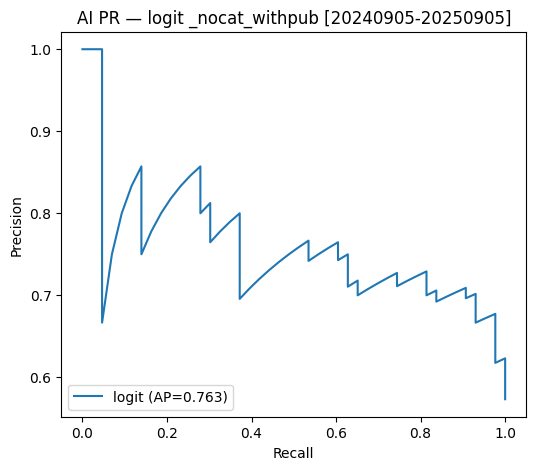 AI PR — logit _nocat_withpub [20240905-20250905]
1.0
0.9
0.8
0.7
0.6
Precision
logit (AP=0.763)
0.0 0.2 0.4 0.6 0.8 1.0
Recall